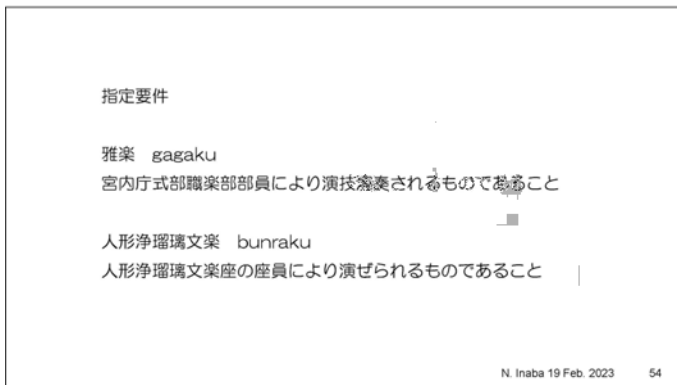 指定要件
雅楽　gagaku
宮内庁式部職楽部部員により演技演奏されるものであること
人形浄瑠璃文楽　bunraku
人形浄瑠璃文楽座の座員により演ぜられるものであること
N. Inaba 19 Feb. 2023 54